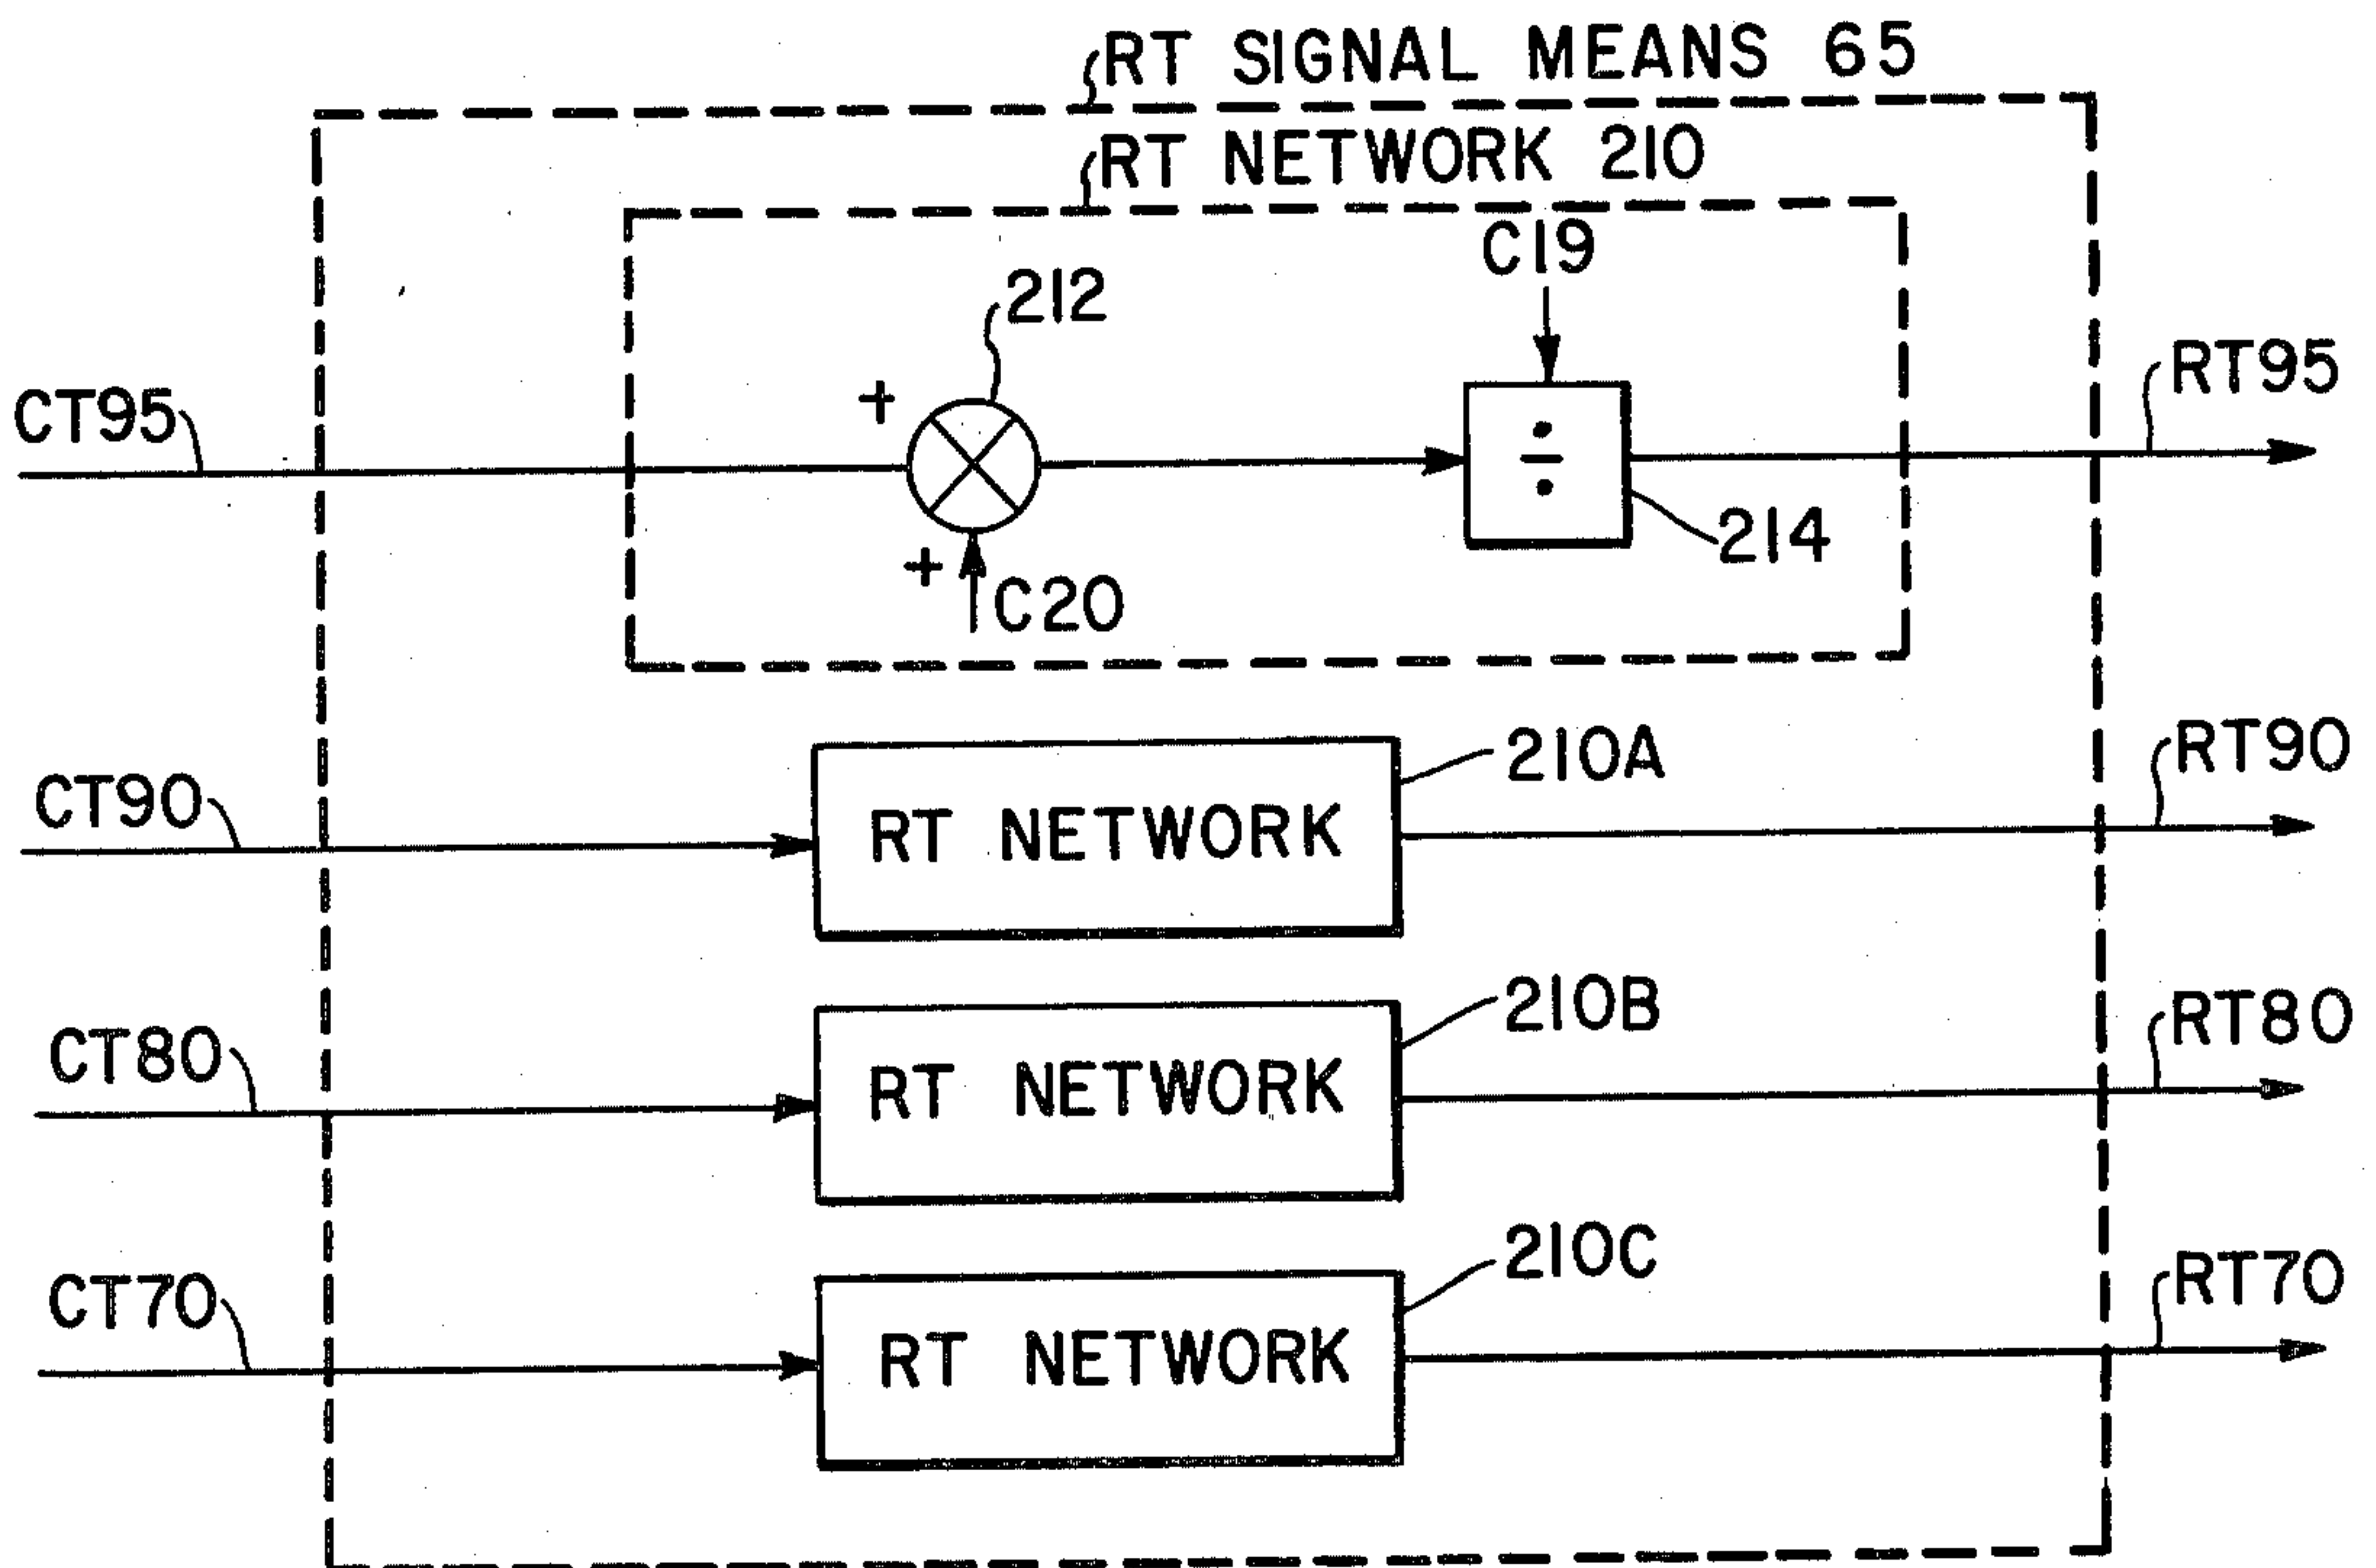 RT SIGNAL MEANS 65
RT NETWORK 210
C19
212
CT95
+
÷
RT95
214
+
C20
210A
CT90
RT NETWORK
RT90
210B
CT80
RT NETWORK
RT80
210C
CT70
RT NETWORK
RT70